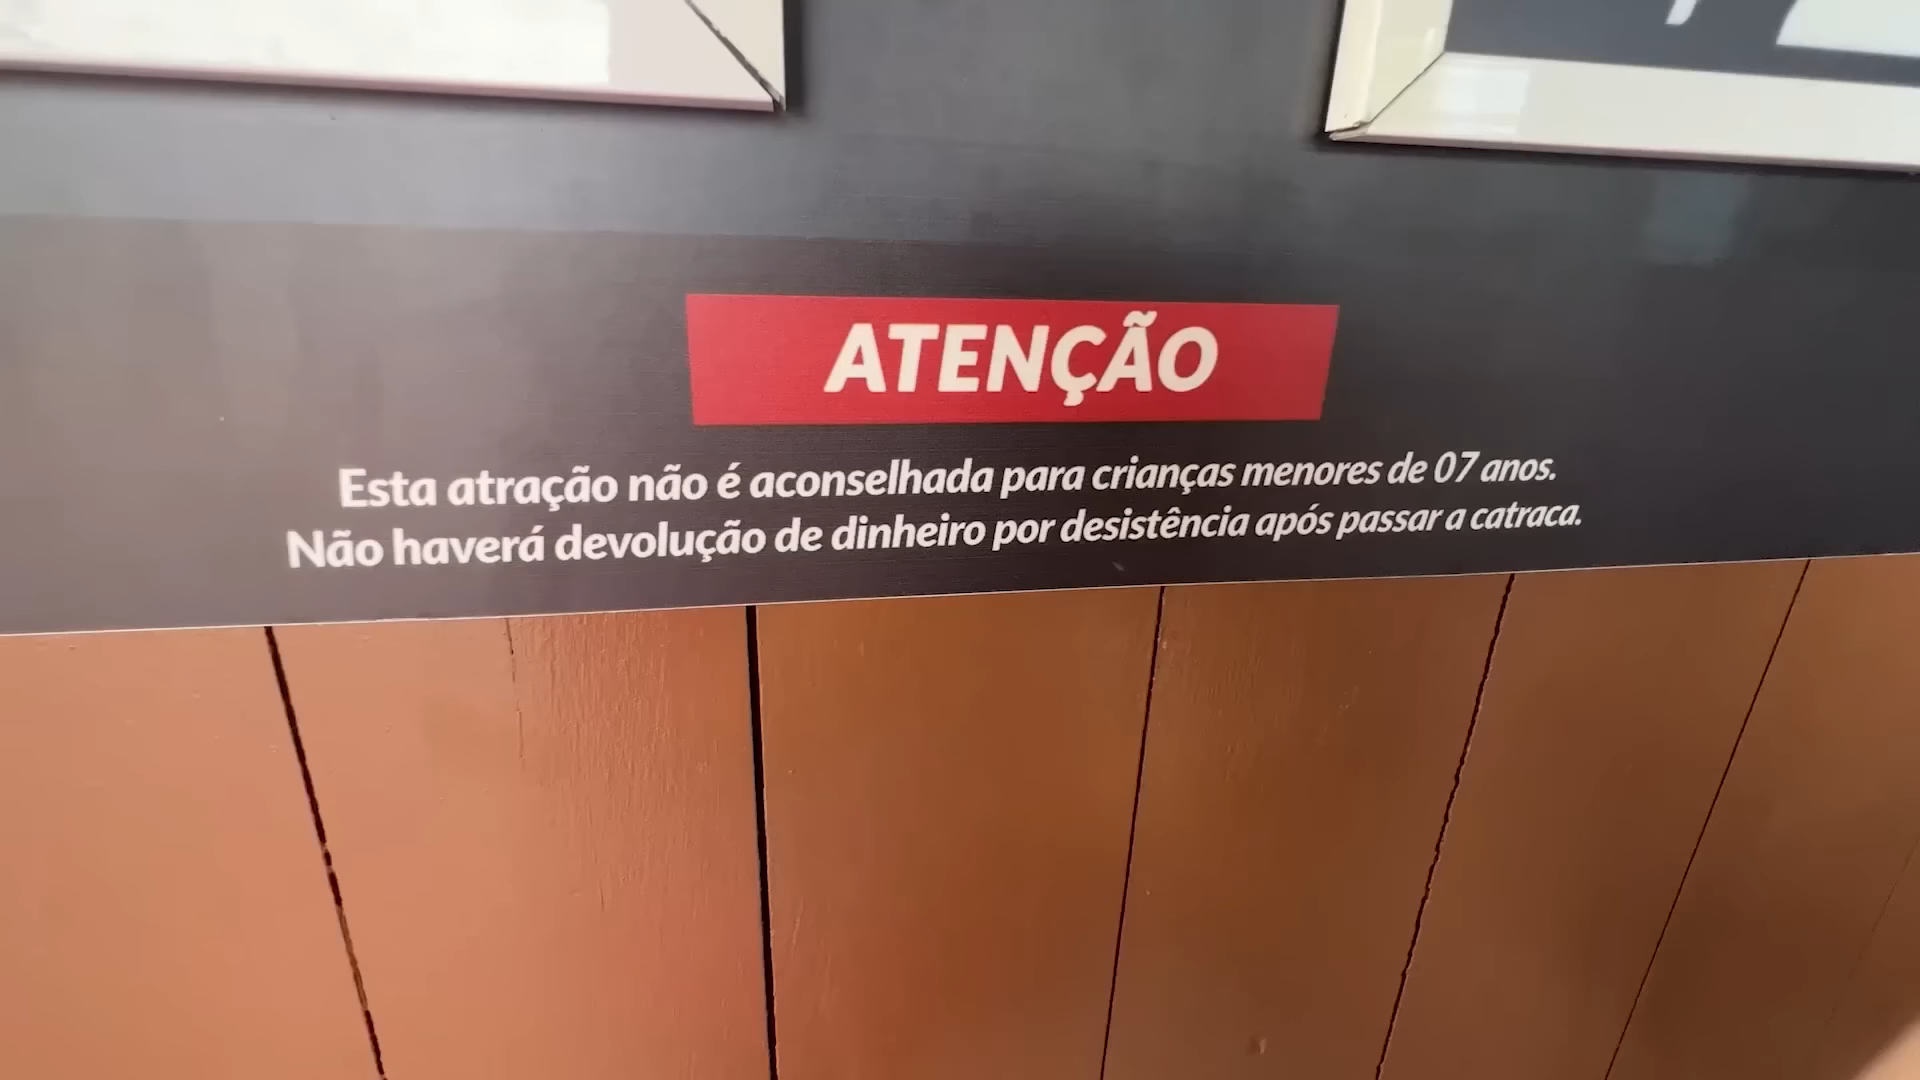 ATENÇÃO
Esta atração não é aconselhada para crianças menores de 07 anos.
Não haverá devolução de dinheiro por desistência após passar a catraca.